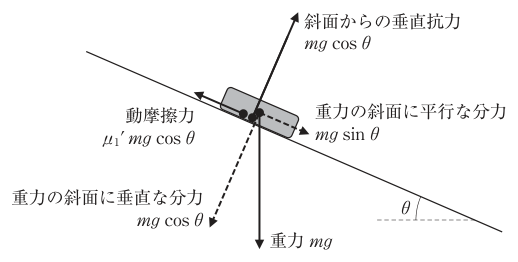 斜面からの垂直抗力
mg cos θ
動摩擦力
μ₁′ mg cos θ
重力の斜面に平行な分力
mg sin θ
重力の斜面に垂直な分力
mg cos θ
θ
重力 mg